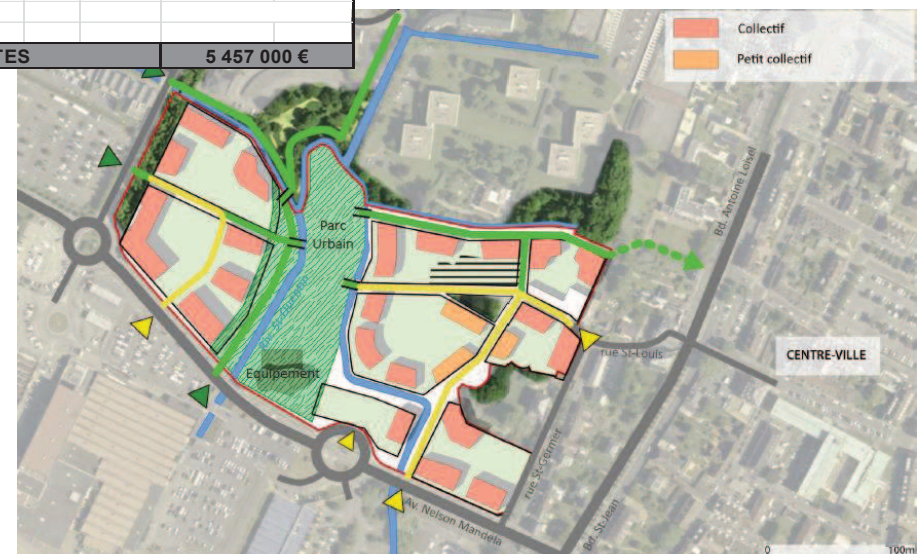 TES
5 457 000 €
Collectif
Petit collectif
Bd. Antoine Loisel
Parc
Urbain
Equipement
rue St-Louis
CENTRE-VILLE
rue St-Germer
Av. Nelson Mandela
Bd. St-Jean
0
100m